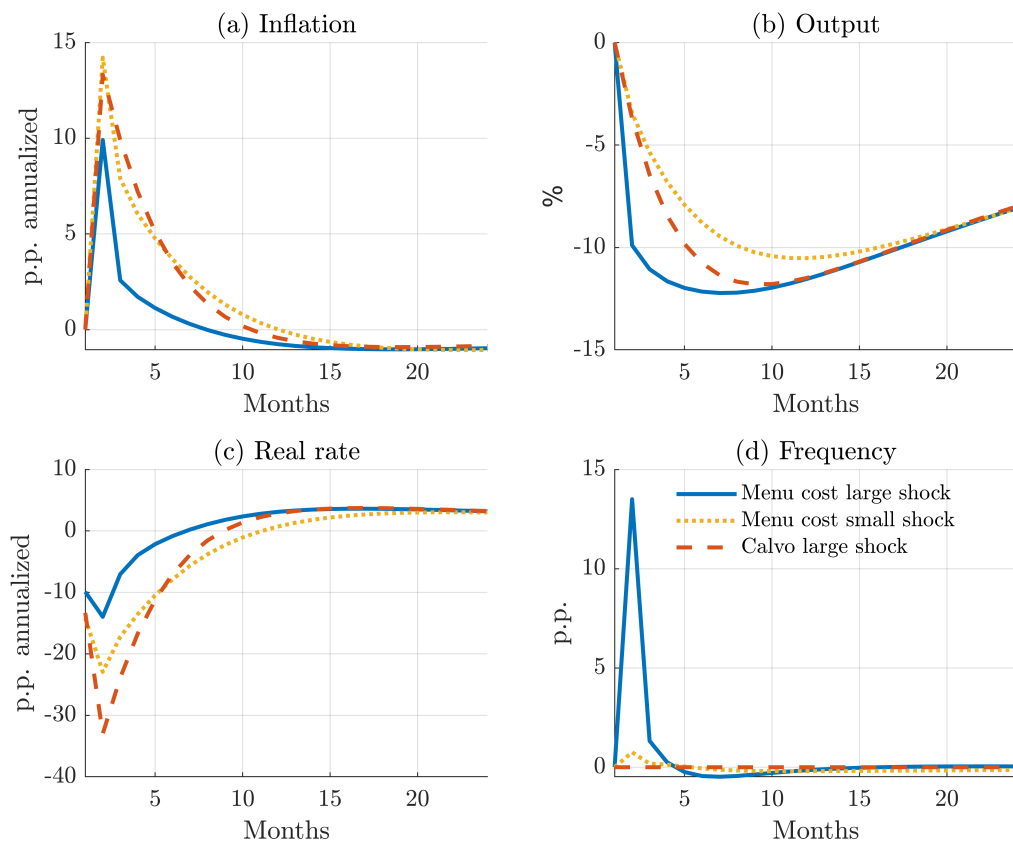 (a) Inflation
15
10
5
0
p.p. annualized
5
10
15
20
Months
(b) Output
0
-5
-10
-15
%
5
10
15
20
Months
(c) Real rate
10
0
-10
-20
-30
-40
p.p. annualized
5
10
15
20
Months
(d) Frequency
15
10
5
0
p.p.
Menu cost large shock
Menu cost small shock
Calvo large shock
5
10
15
20
Months